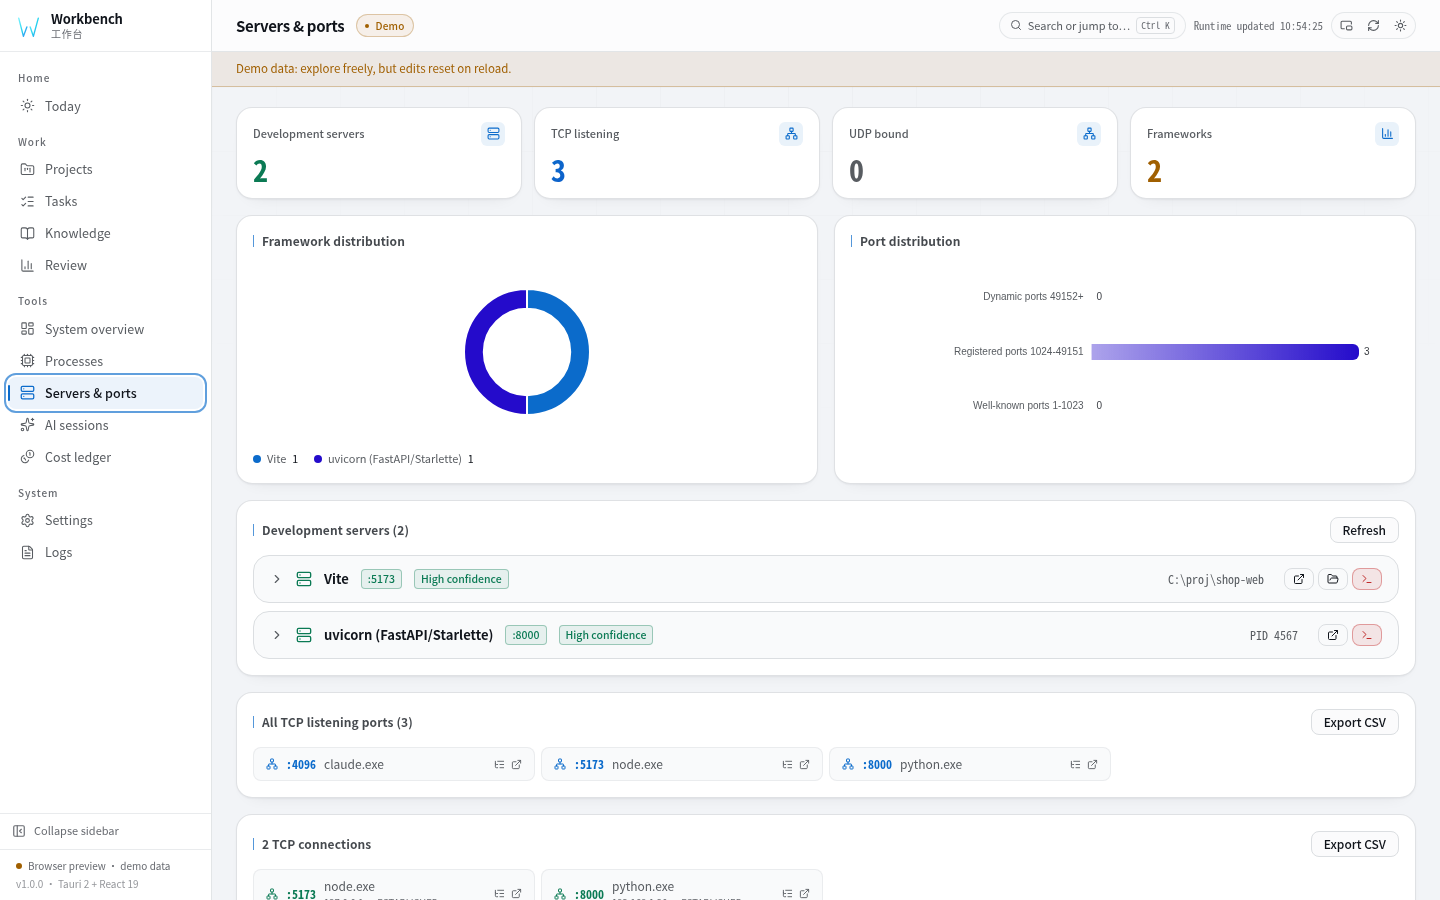 Workbench
工作台
Home
Today
Work
Projects
Tasks
Knowledge
Review
Tools
System overview
Processes
Servers & ports
AI sessions
Cost ledger
System
Settings
Logs
Collapse sidebar
Browser preview • demo data
v1.0.0 • Tauri 2 + React 19
Servers & ports
Demo
Search or jump to… Ctrl K
Runtime updated 10:54:25
Demo data: explore freely, but edits reset on reload.
Development servers
2
TCP listening
3
UDP bound
0
Frameworks
2
Framework distribution
Vite 1
uvicorn (FastAPI/Starlette) 1
Port distribution
Dynamic ports 49152+ 0
Registered ports 1024-49151 3
Well-known ports 1-1023 0
Development servers (2)
Refresh
Vite :5173 High confidence C:\proj\shop-web
uvicorn (FastAPI/Starlette) :8000 High confidence PID 4567
All TCP listening ports (3)
Export CSV
:4096 claude.exe
:5173 node.exe
:8000 python.exe
2 TCP connections
Export CSV
:5173 node.exe
:8000 python.exe